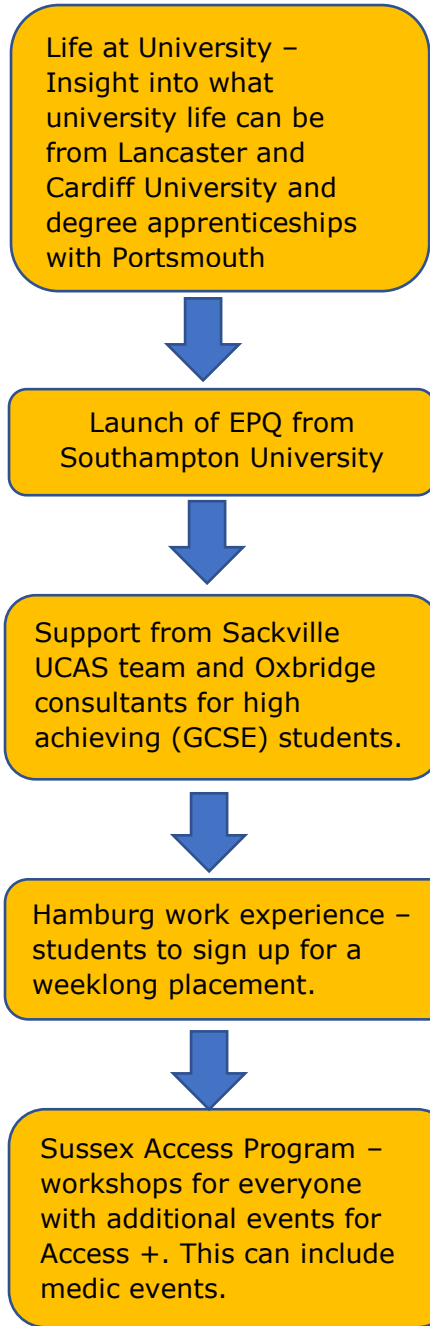 Life at University –
Insight into what
university life can be
from Lancaster and
Cardiff University and
degree apprenticeships
with Portsmouth
Launch of EPQ from
Southampton University
Support from Sackville
UCAS team and Oxbridge
consultants for high
achieving (GCSE) students.
Hamburg work experience –
students to sign up for a
weeklong placement.
Sussex Access Program –
workshops for everyone
with additional events for
Access +. This can include
medic events.